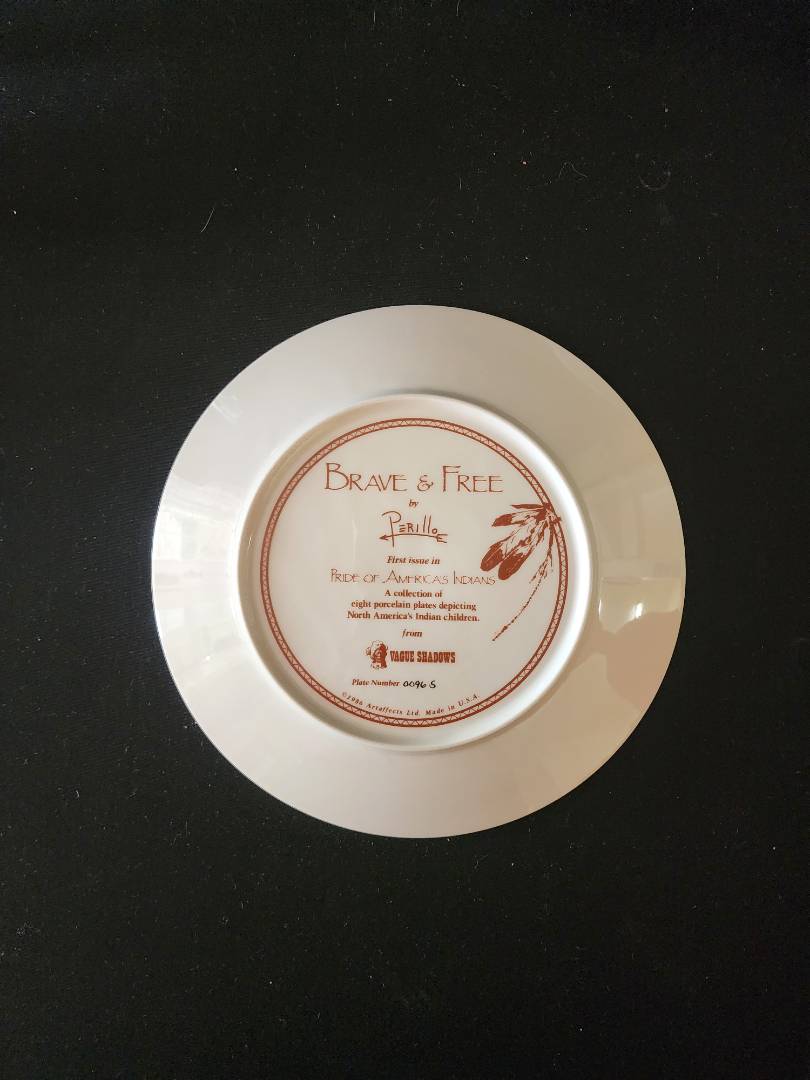 BRAVE & FREE
by
Perillo
First issue in
PRIDE OF AMERICA'S INDIANS
A collection of
eight porcelain plates depicting
North America's Indian children.
from
VAGUE SHADOWS
Plate Number 0096 S
©1986 Artaffects Ltd. Made in U.S.A.